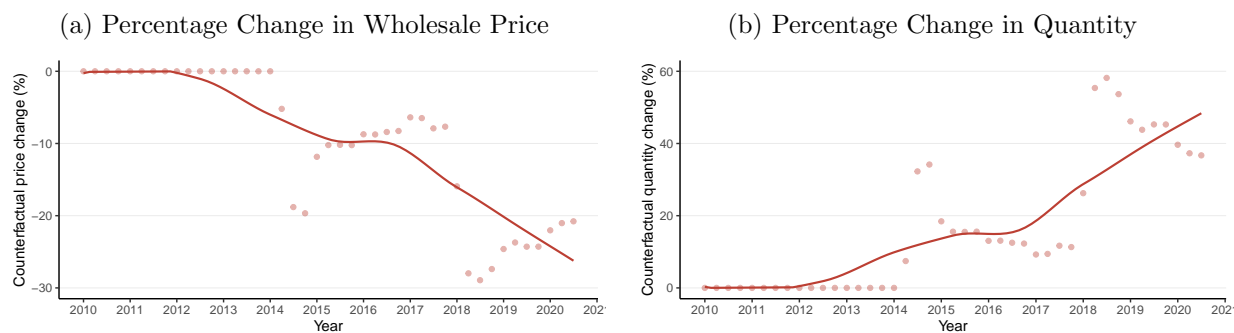 (a) Percentage Change in Wholesale Price
Counterfactual price change (%)
0
−10
−20
−30
2010 2011 2012 2013 2014 2015 2016 2017 2018 2019 2020
Year
(b) Percentage Change in Quantity
Counterfactual quantity change (%)
60
40
20
0
2010 2011 2012 2013 2014 2015 2016 2017 2018 2019 2020
Year